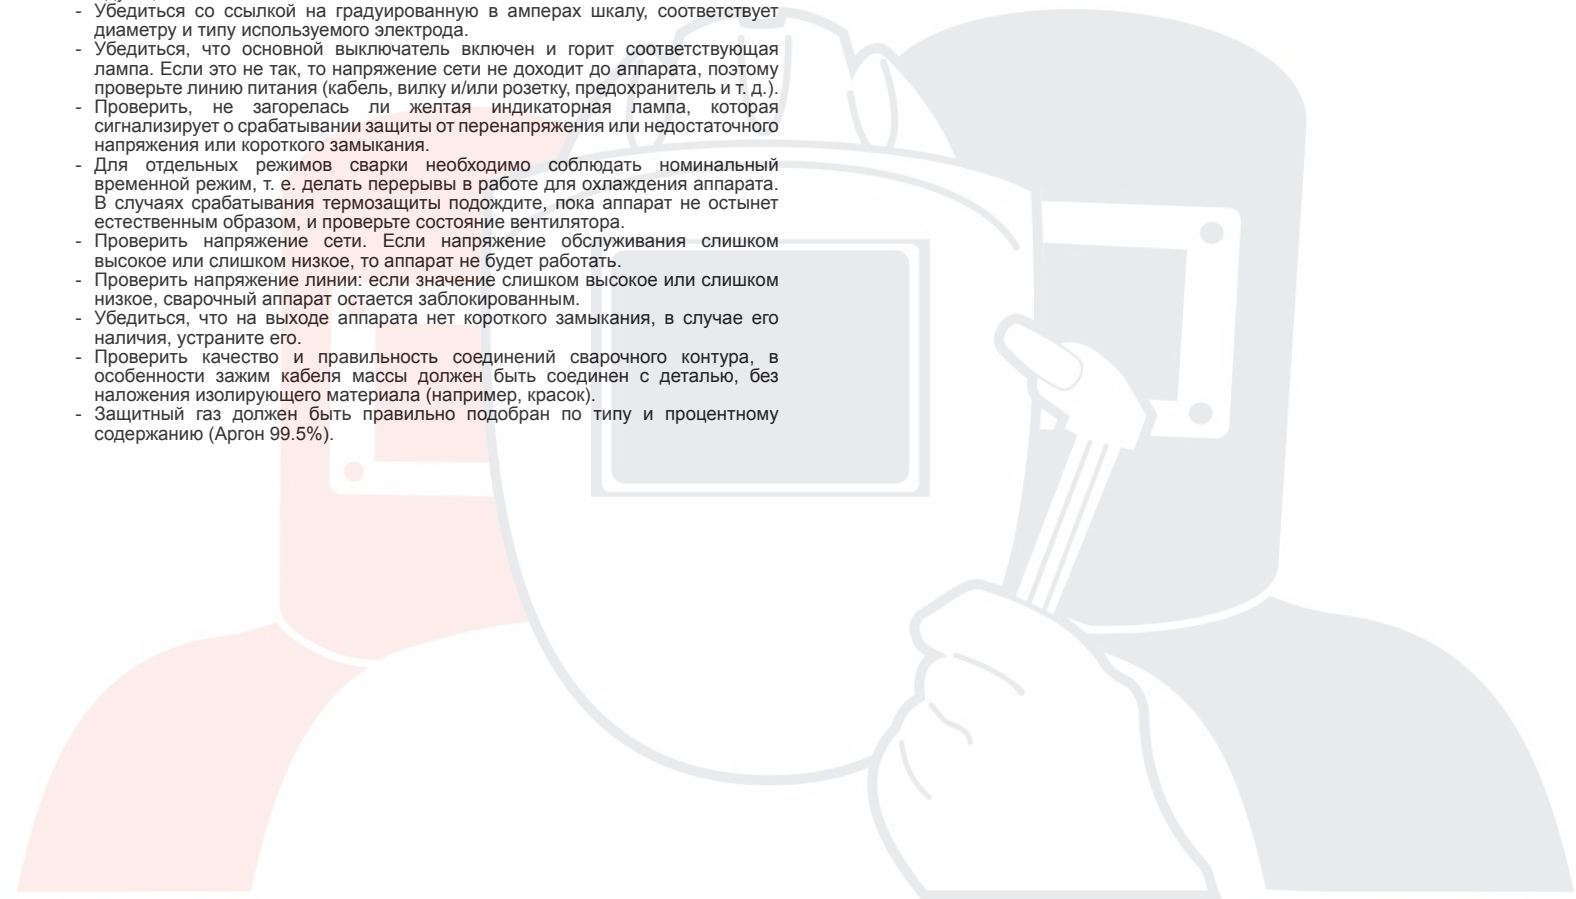 - Убедиться со ссылкой на градуированную в амперах шкалу, соответствует
диаметру и типу используемого электрода.
- Убедиться, что основной выключатель включен и горит соответствующая
лампа. Если это не так, то напряжение сети не доходит до аппарата, поэтому
проверьте линию питания (кабель, вилку и/или розетку, предохранитель и т. д.).
- Проверить, не загорелась ли желтая индикаторная лампа, которая
сигнализирует о срабатывании защиты от перенапряжения или недостаточного
напряжения или короткого замыкания.
- Для отдельных режимов сварки необходимо соблюдать номинальный
временной режим, т. е. делать перерывы в работе для охлаждения аппарата.
В случаях срабатывания термозащиты подождите, пока аппарат не остынет
естественным образом, и проверьте состояние вентилятора.
- Проверить напряжение сети. Если напряжение обслуживания слишком
высокое или слишком низкое, то аппарат не будет работать.
- Проверить напряжение линии: если значение слишком высокое или слишком
низкое, сварочный аппарат остается заблокированным.
- Убедиться, что на выходе аппарата нет короткого замыкания, в случае его
наличия, устраните его.
- Проверить качество и правильность соединений сварочного контура, в
особенности зажим кабеля массы должен быть соединен с деталью, без
наложения изолирующего материала (например, красок).
- Защитный газ должен быть правильно подобран по типу и процентному
содержанию (Аргон 99.5%).